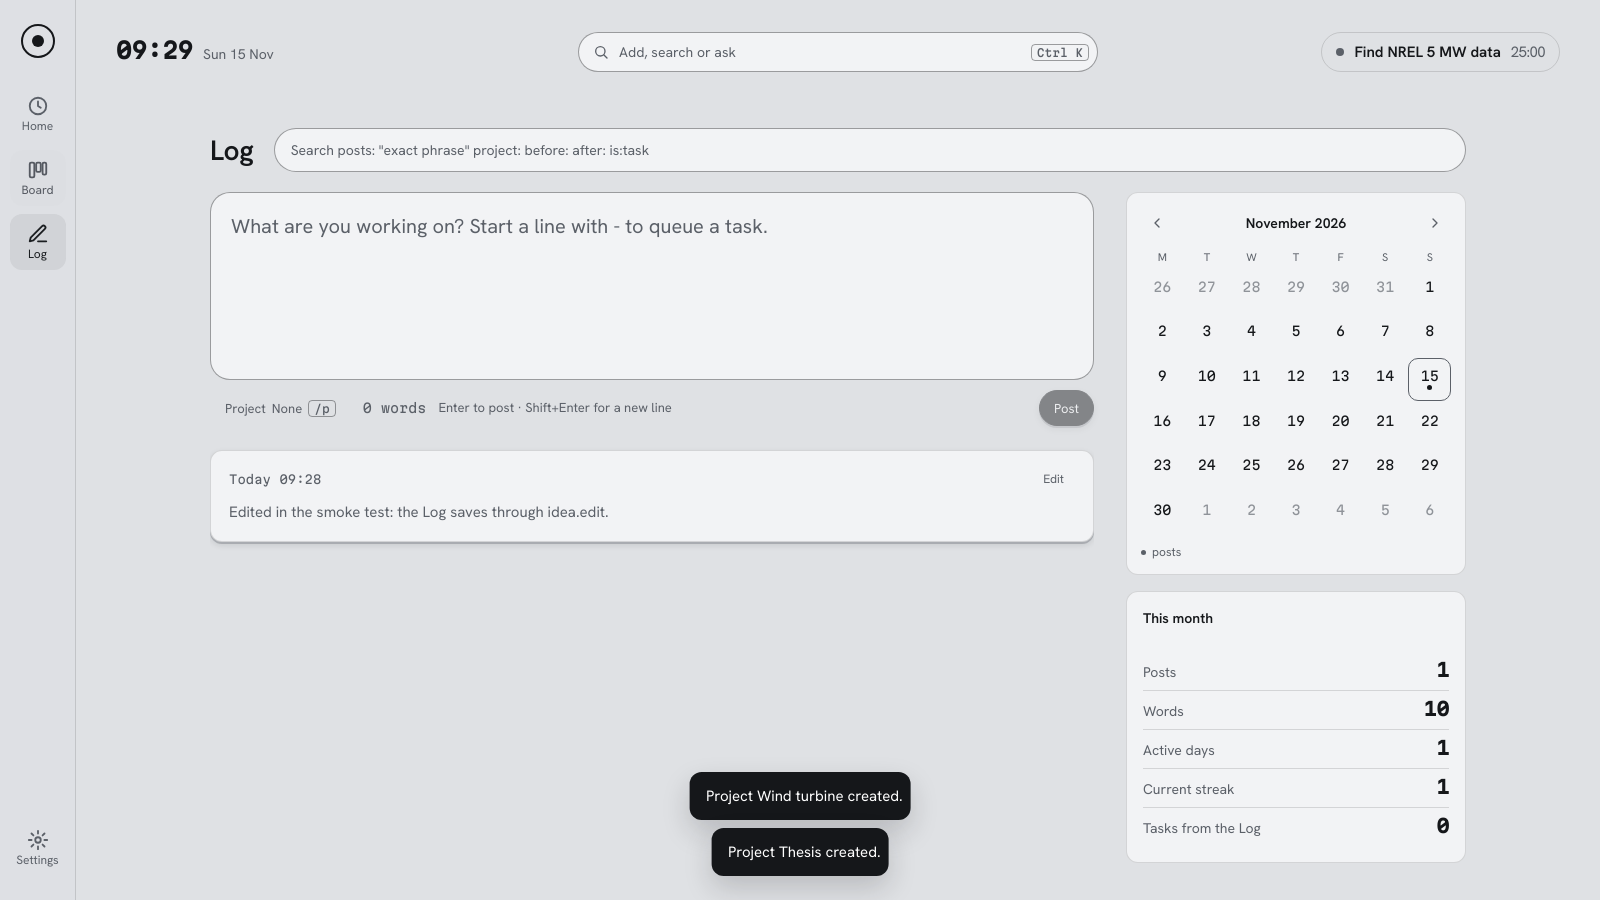 09:29 Sun 15 Nov
Add, search or ask Ctrl K
Find NREL 5 MW data 25:00
Home
Board
Log
Settings
Log
Search posts: "exact phrase" project: before: after: is:task
What are you working on? Start a line with - to queue a task.
Project None /p 0 words Enter to post · Shift+Enter for a new line Post
Today 09:28 Edit
Edited in the smoke test: the Log saves through idea.edit.
November 2026
M T W T F S S
26 27 28 29 30 31 1
2 3 4 5 6 7 8
9 10 11 12 13 14 15
16 17 18 19 20 21 22
23 24 25 26 27 28 29
30 1 2 3 4 5 6
posts
This month
Posts 1
Words 10
Active days 1
Current streak 1
Tasks from the Log 0
Project Wind turbine created.
Project Thesis created.